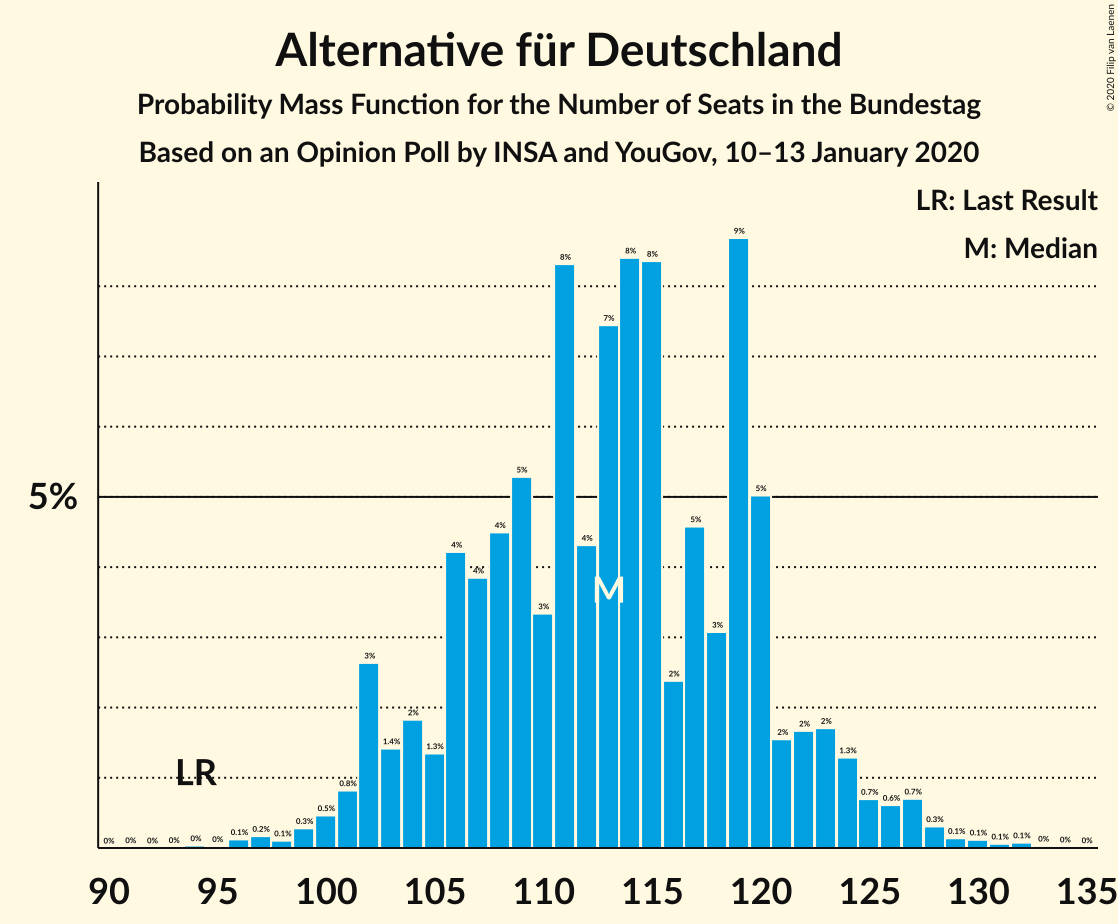 Alternative für Deutschland
Probability Mass Function for the Number of Seats in the Bundestag
Based on an Opinion Poll by INSA and YouGov, 10–13 January 2020
© 2020 Filip van Laenen
LR: Last Result
M: Median
5%
LR
M
0% 0% 0% 0% 0% 0% 0.1% 0.2% 0.1% 0.3% 0.5% 0.8% 3% 1.4% 2% 1.3% 4% 4% 4% 5% 3% 8% 4% 7% 8% 8% 2% 5% 3% 9% 5% 2% 2% 2% 1.3% 0.7% 0.6% 0.7% 0.3% 0.1% 0.1% 0.1% 0.1% 0% 0% 0%
90 95 100 105 110 115 120 125 130 135